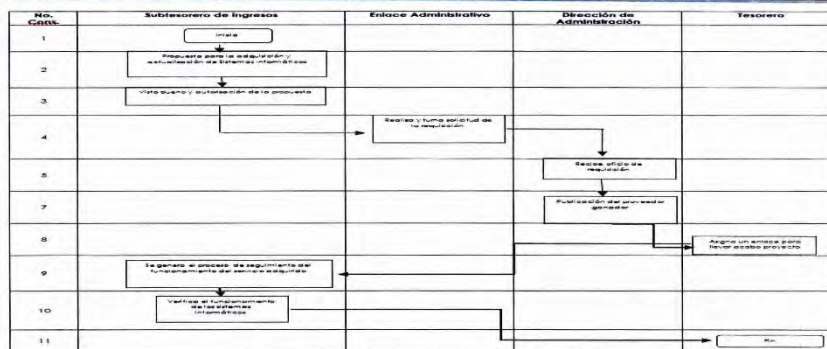 No. Cons.
Subtesorero de Ingresos
Enlace Administrativo
Dirección de Administración
Tesorero
1
Inicio
2
Propuesta para la adquisición y
actualización de Sistemas Informáticos
3
Visto bueno y autorización de la propuesta
4
Realiza y turna solicitud de
la requisición
5
Recibe oficio de
requisición
7
Publicación del proveedor
ganador
8
Asigna un enlace para
llevar acabo proyecto
9
Se genera el proceso de seguimiento del
funcionamiento del servicio adquirido
10
Verifica el funcionamiento
de los sistemas
informáticos
11
Fin